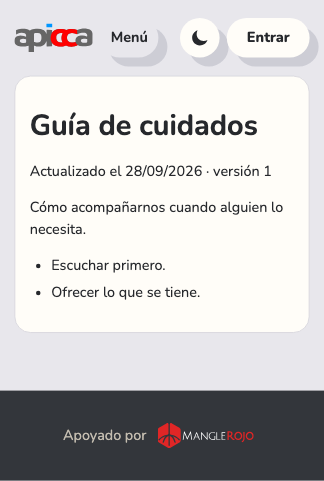 apicca Menú Entrar
Guía de cuidados
Actualizado el 28/09/2026 · versión 1
Cómo acompañarnos cuando alguien lo
necesita.
• Escuchar primero.
• Ofrecer lo que se tiene.
Apoyado por MANGLEROJO